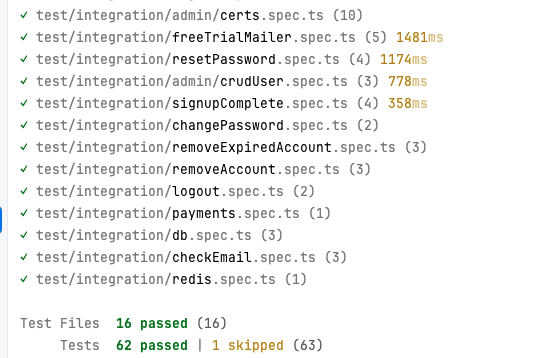 ✓ test/integration/admin/certs.spec.ts (10)
✓ test/integration/freeTrialMailer.spec.ts (5) 1481ms
✓ test/integration/resetPassword.spec.ts (4) 1174ms
✓ test/integration/admin/crudUser.spec.ts (3) 778ms
✓ test/integration/signupComplete.spec.ts (4) 358ms
✓ test/integration/changePassword.spec.ts (2)
✓ test/integration/removeExpiredAccount.spec.ts (3)
✓ test/integration/removeAccount.spec.ts (3)
✓ test/integration/logout.spec.ts (2)
✓ test/integration/payments.spec.ts (1)
✓ test/integration/db.spec.ts (3)
✓ test/integration/checkEmail.spec.ts (3)
✓ test/integration/redis.spec.ts (1)
Test Files 16 passed (16)
Tests 62 passed | 1 skipped (63)